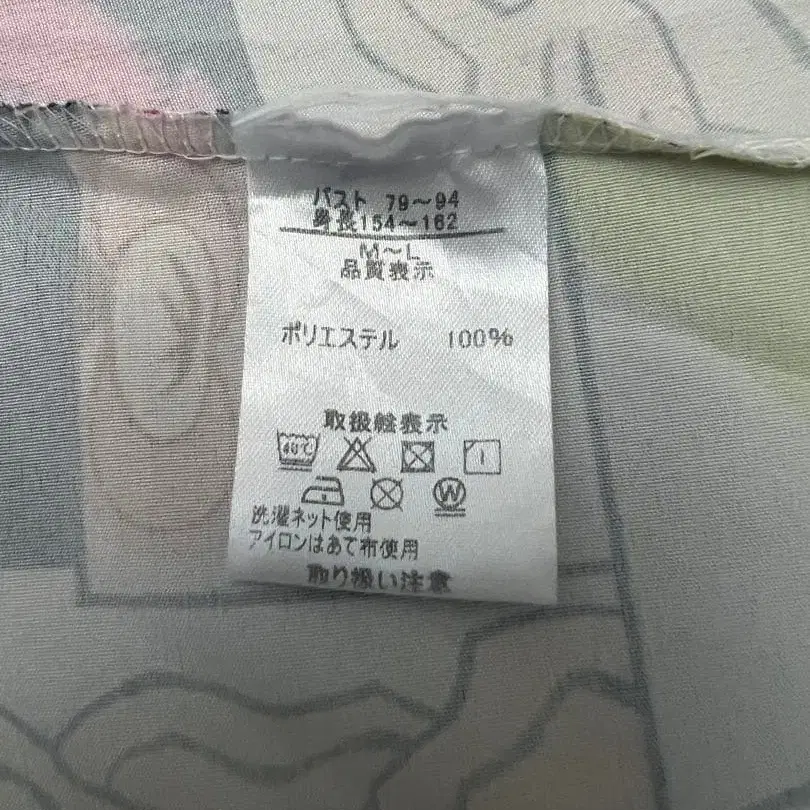 バスト 79～94
身長154～162
M～L
品質表示
ポリエステル 100%
取扱絵表示
40℃
W
洗濯ネット使用
アイロンはあて布使用
取り扱い注意